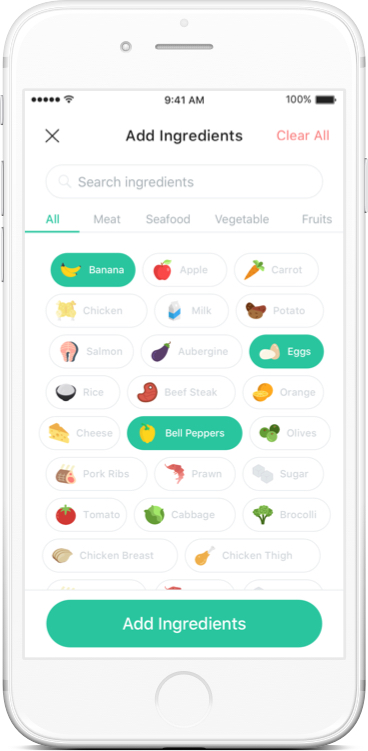 9:41 AM 100%
Add Ingredients Clear All
Search ingredients
All Meat Seafood Vegetable Fruits
Banana Apple Carrot
Chicken Milk Potato
Salmon Aubergine Eggs
Rice Beef Steak Orange
Cheese Bell Peppers Olives
Pork Ribs Prawn Sugar
Tomato Cabbage Brocolli
Chicken Breast Chicken Thigh
Add Ingredients